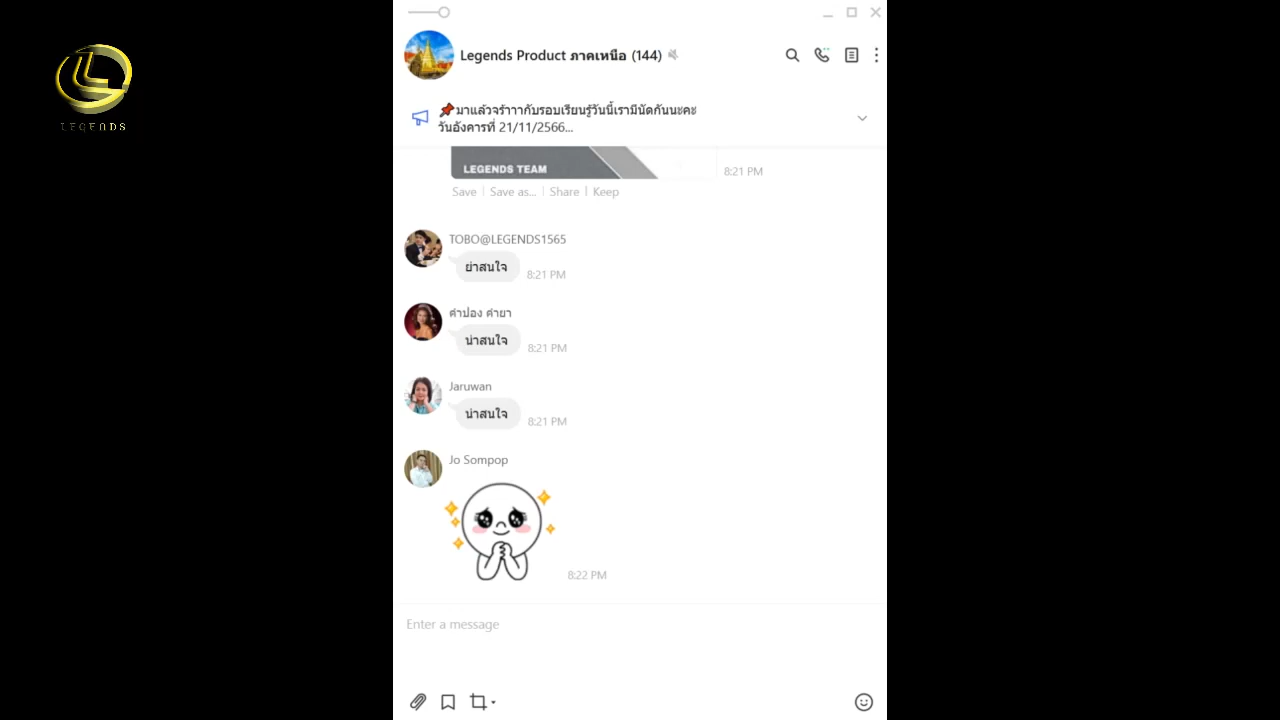 LEGENDS
Legends Product ภาคเหนือ (144)
📌มาแล้วจร้าาากับรอบเรียนรู้วันนี้เรามีนัดกันนะคะ
วันอังคารที่ 21/11/2566...
LEGENDS TEAM
8:21 PM
Save | Save as... | Share | Keep
TOBO@LEGENDS1565
ย่าสนใจ
8:21 PM
คำปอง คำยา
น่าสนใจ
8:21 PM
Jaruwan
น่าสนใจ
8:21 PM
Jo Sompop
8:22 PM
Enter a message